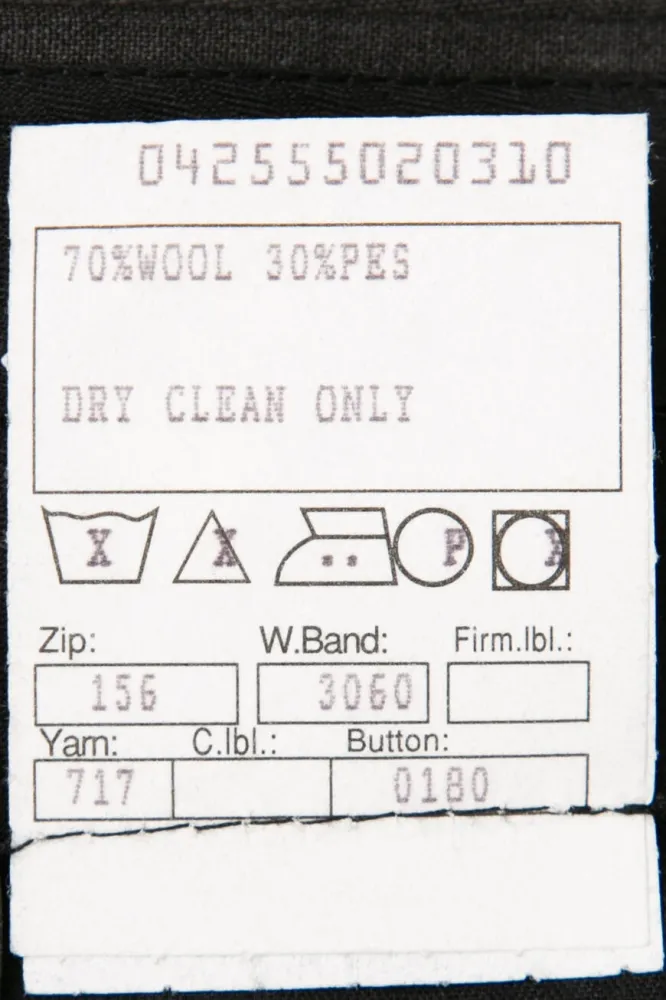 042555020310
70%WOOL 30%PES
DRY CLEAN ONLY
X X .. P X
Zip: W.Band: Firm.lbl.:
156 3060
Yarn: C.lbl.: Button:
717 0180